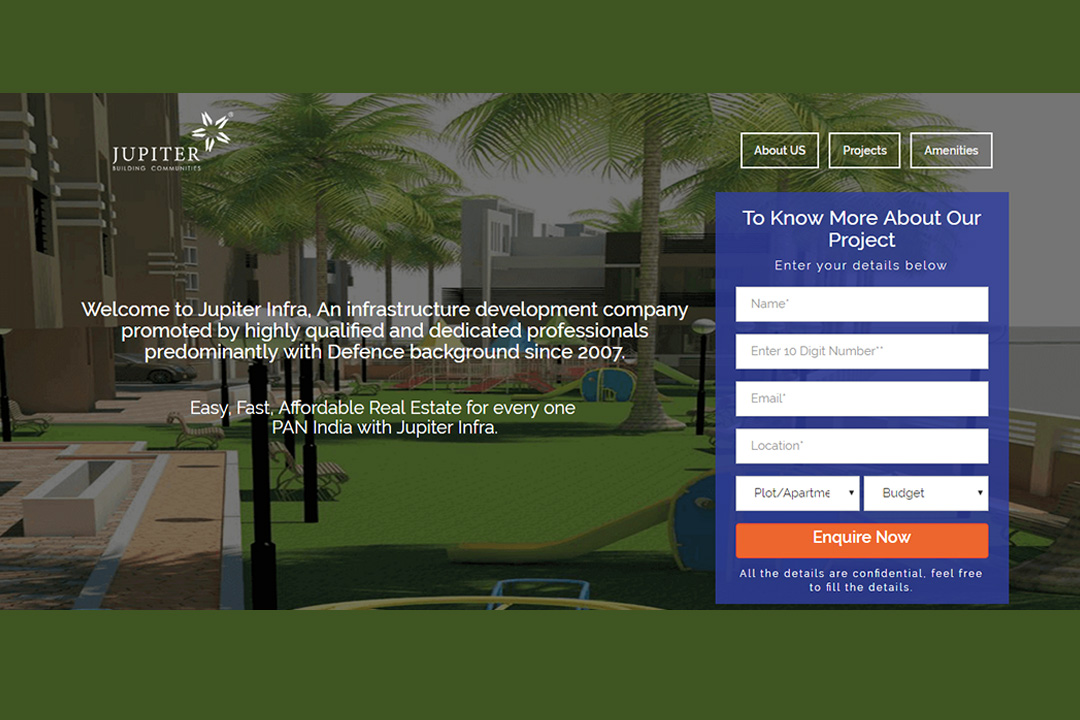 JUPITER
BUILDING COMMUNITIES
About US
Projects
Amenities
Welcome to Jupiter Infra, An infrastructure development company
promoted by highly qualified and dedicated professionals
predominantly with Defence background since 2007.
Easy, Fast, Affordable Real Estate for every one
PAN India with Jupiter Infra.
To Know More About Our
Project
Enter your details below
Name*
Enter 10 Digit Number**
Email*
Location*
Plot/Apartme
Budget
Enquire Now
All the details are confidential, feel free
to fill the details.